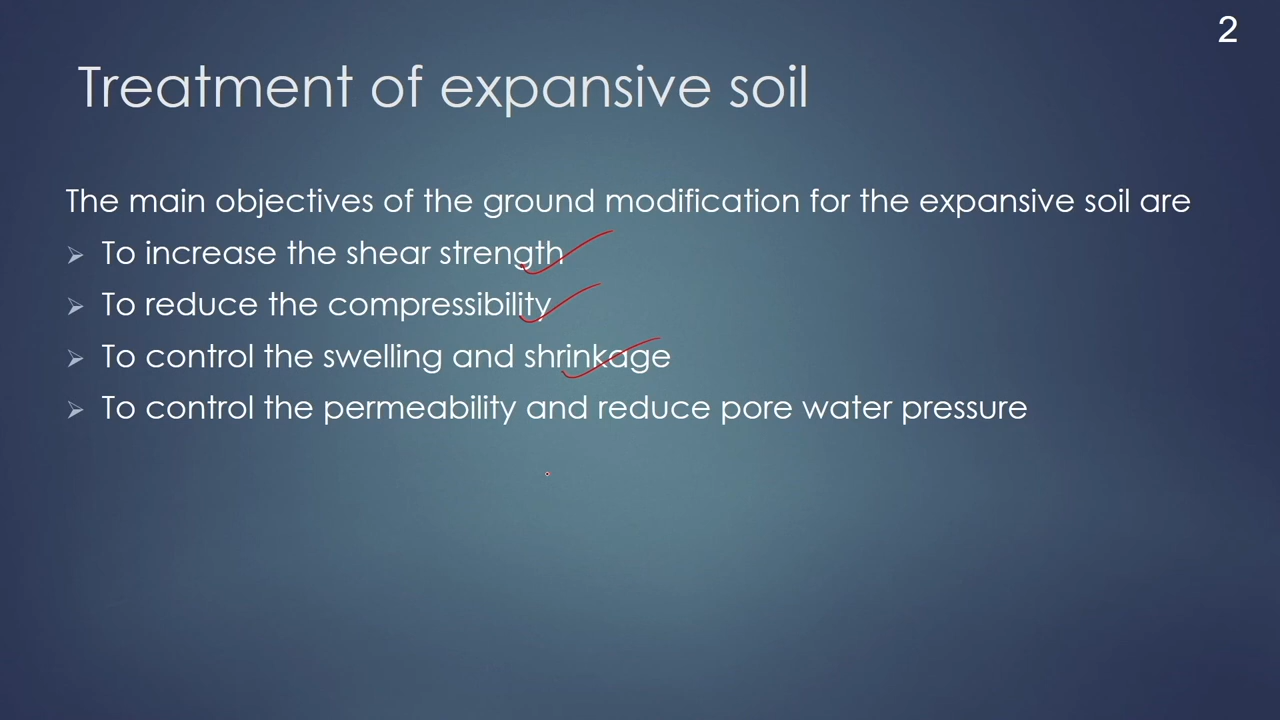 2
Treatment of expansive soil
The main objectives of the ground modification for the expansive soil are
➢ To increase the shear strength
➢ To reduce the compressibility
➢ To control the swelling and shrinkage
➢ To control the permeability and reduce pore water pressure